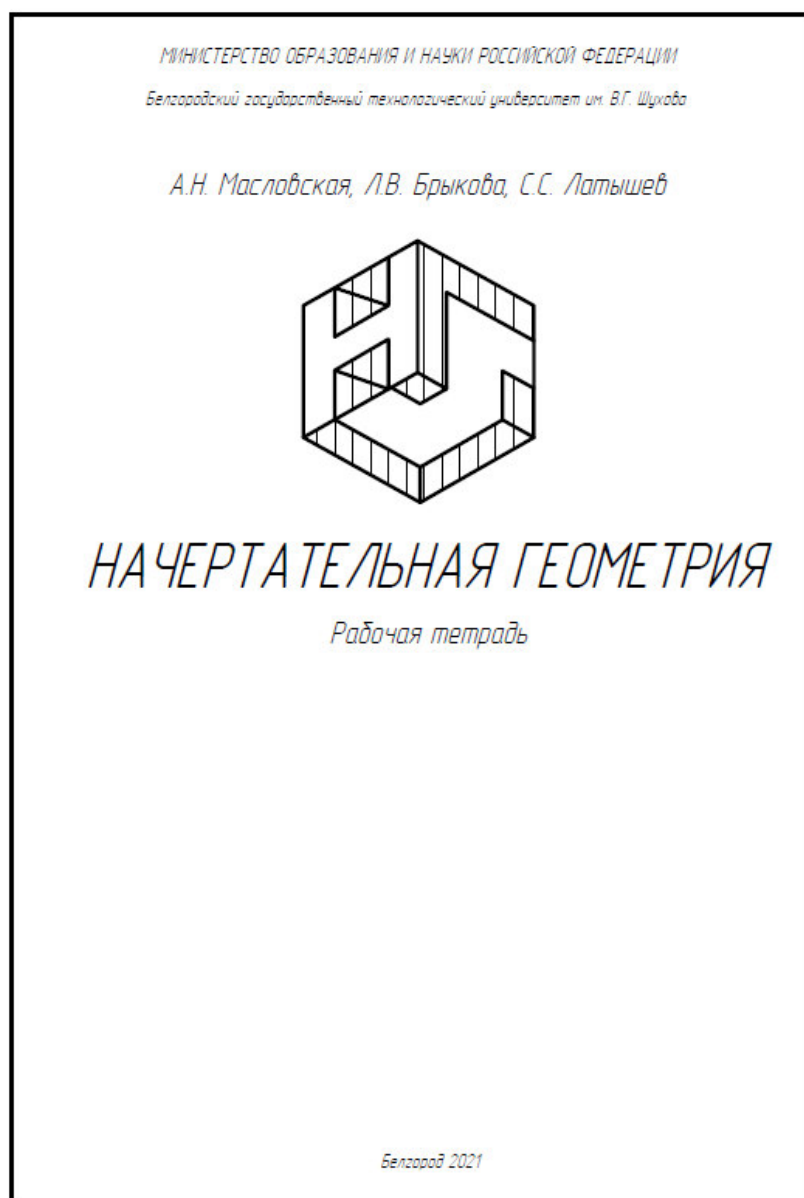 МИНИСТЕРСТВО ОБРАЗОВАНИЯ И НАУКИ РОССИЙСКОЙ ФЕДЕРАЦИИ
Белгородский государственный технологический университет им. В.Г. Шухова
А.Н. Масловская, Л.В. Брыкова, С.С. Латышев
НАЧЕРТАТЕЛЬНАЯ ГЕОМЕТРИЯ
Рабочая тетрадь
Белгород 2021